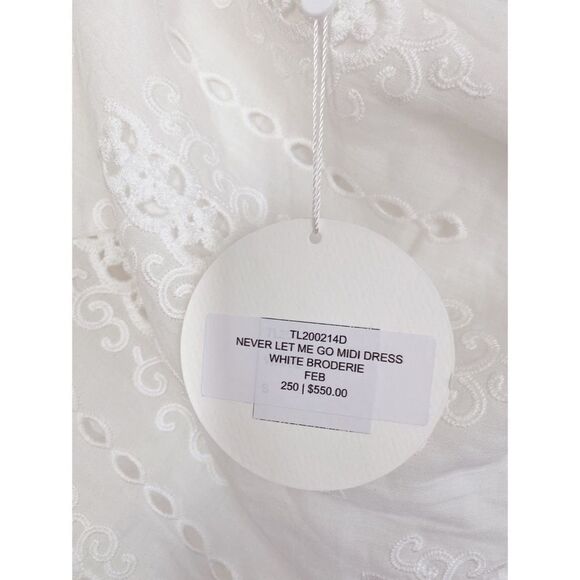 TL200214D
NEVER LET ME GO MIDI DRESS
WHITE BRODERIE
FEB
250 | $550.00